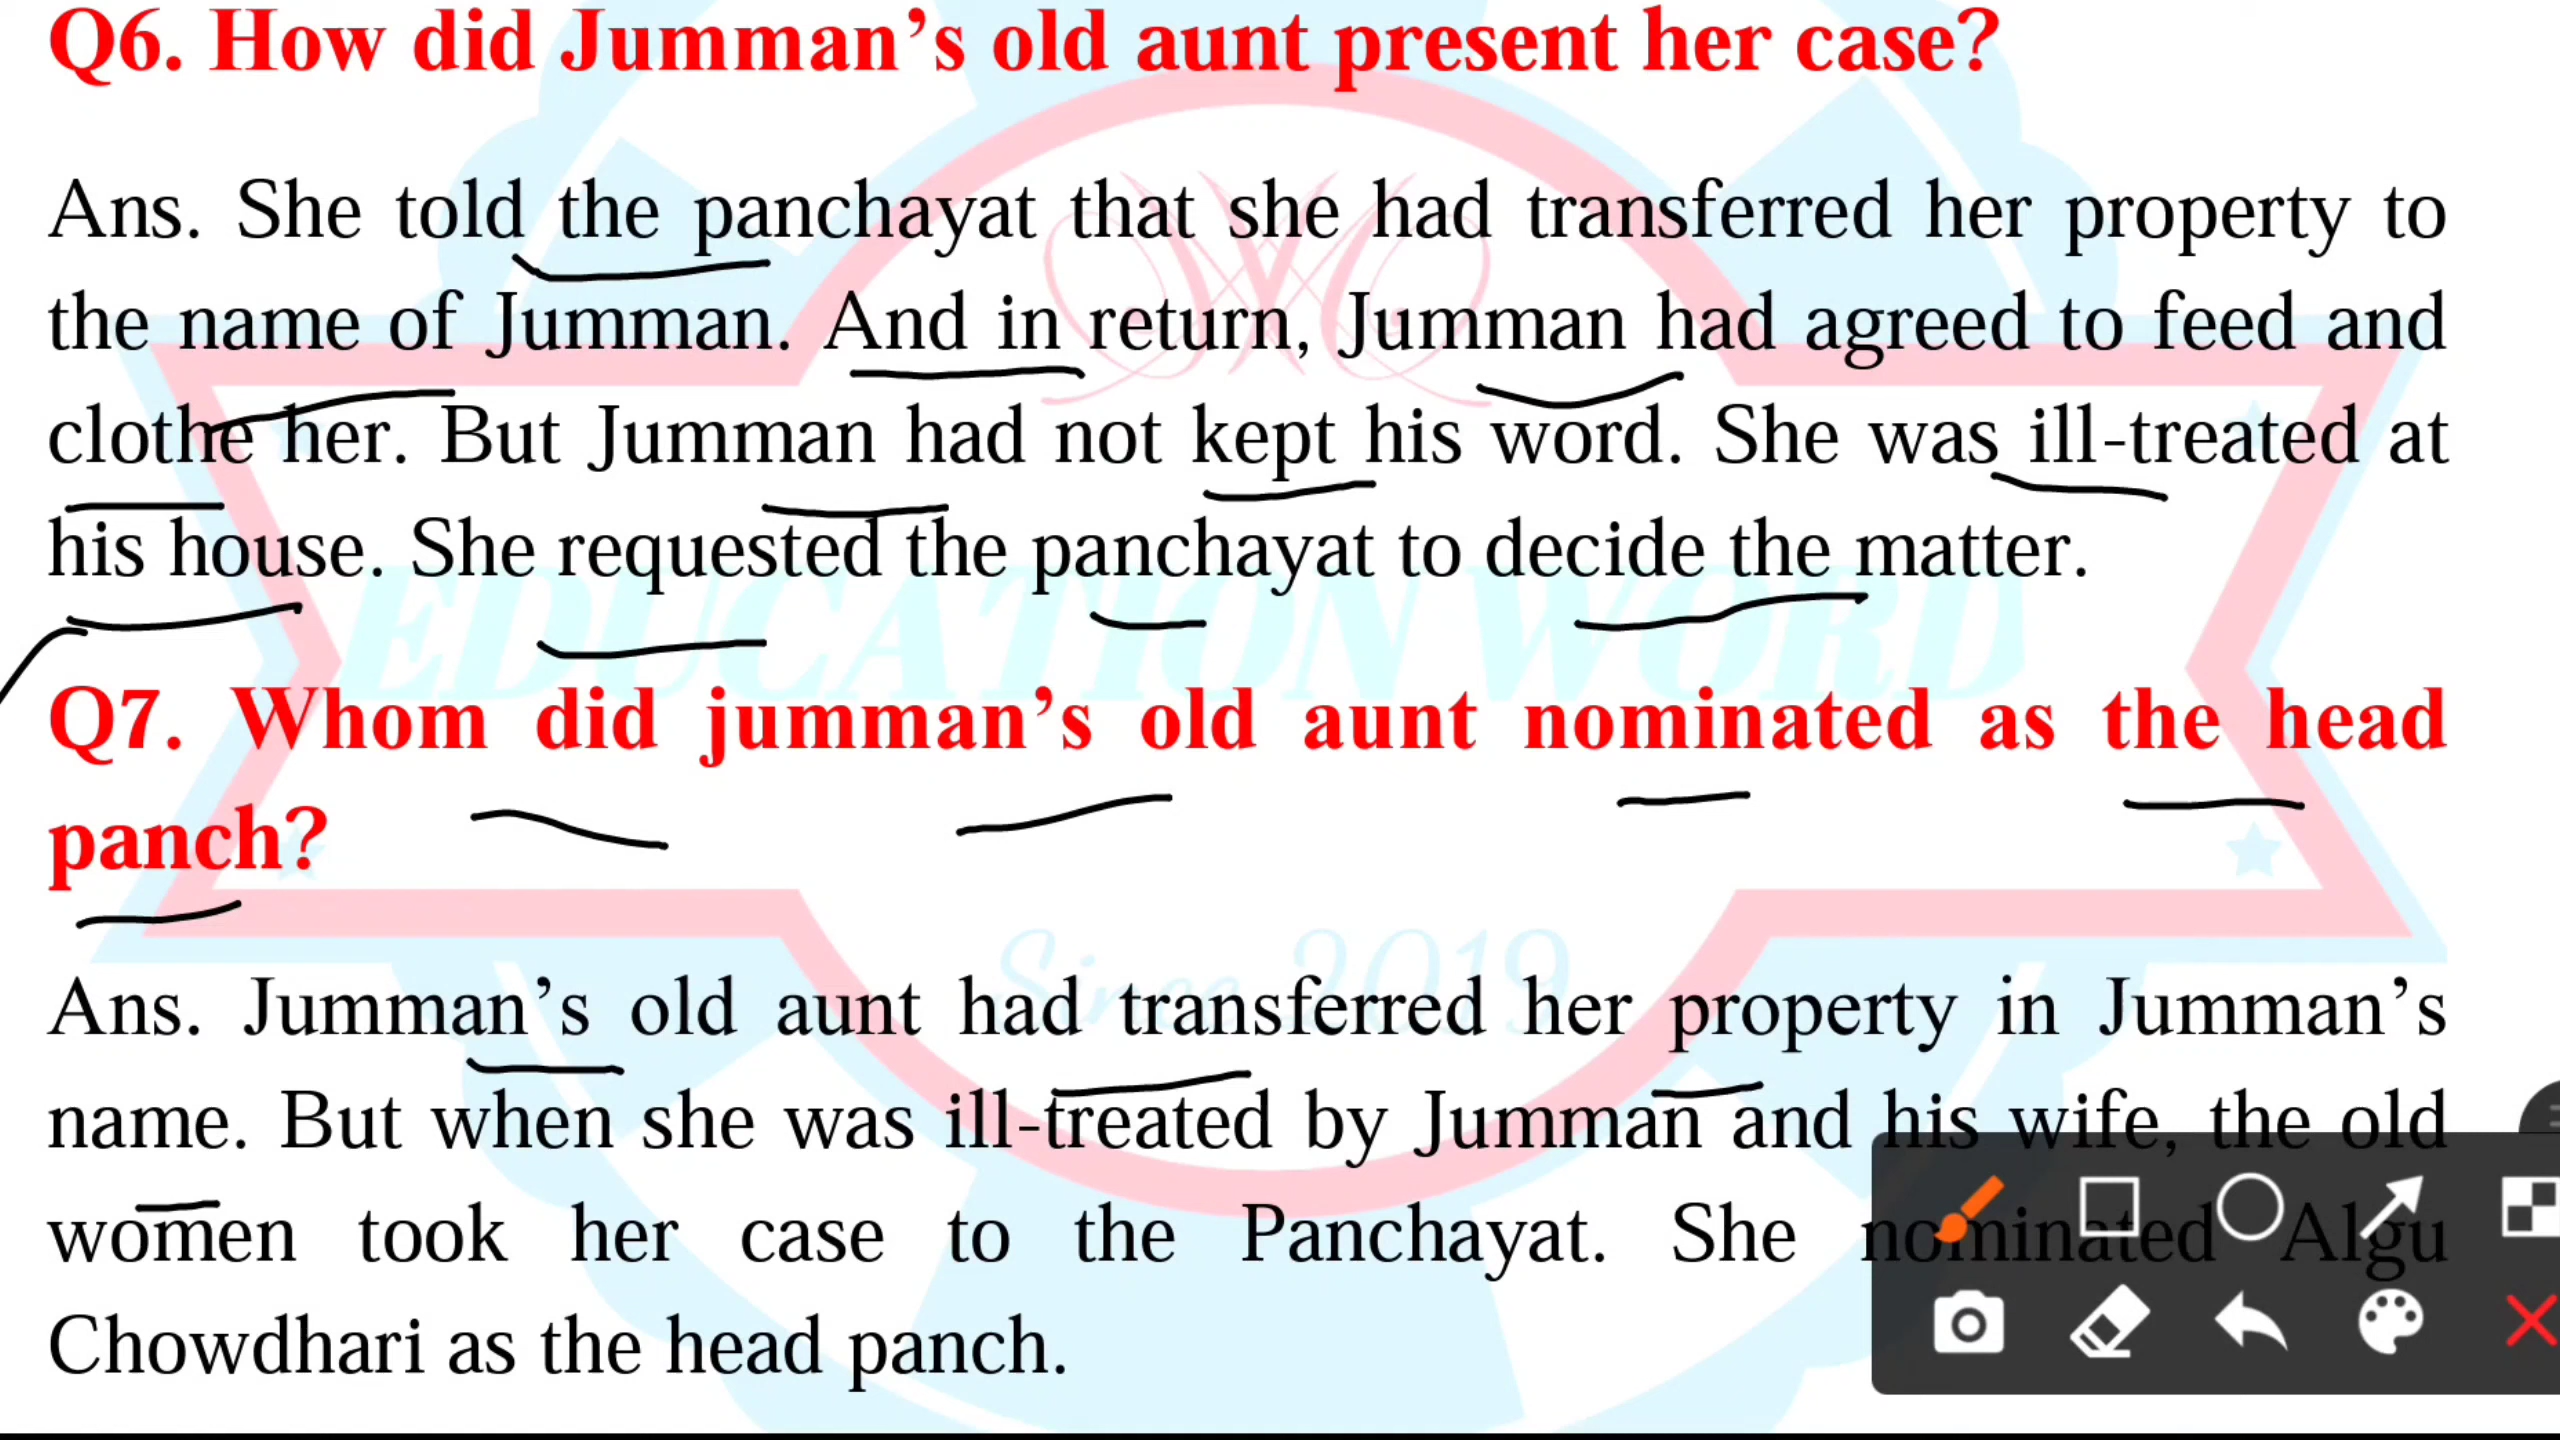 Q6. How did Jumman’s old aunt present her case?
Ans. She told the panchayat that she had transferred her property to
the name of Jumman. And in return, Jumman had agreed to feed and
clothe her. But Jumman had not kept his word. She was ill-treated at
his house. She requested the panchayat to decide the matter.
EDUCATION WORD
Q7. Whom did jumman’s old aunt nominated as the head
panch?
Since 2019
Ans. Jumman’s old aunt had transferred her property in Jumman’s
name. But when she was ill-treated by Jumman and his wife, the old
women took her case to the Panchayat. She nominated Algu
Chowdhari as the head panch.